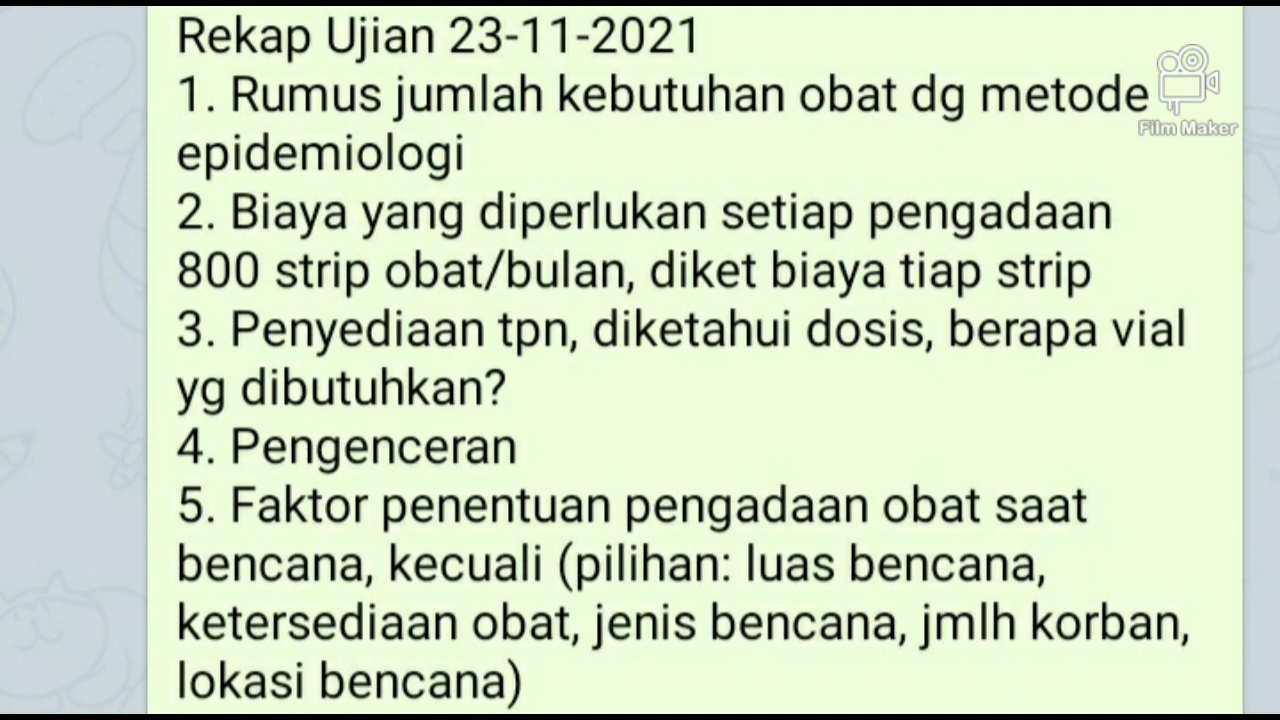 Rekap Ujian 23-11-2021
1. Rumus jumlah kebutuhan obat dg metode
epidemiologi
2. Biaya yang diperlukan setiap pengadaan
800 strip obat/bulan, diket biaya tiap strip
3. Penyediaan tpn, diketahui dosis, berapa vial
yg dibutuhkan?
4. Pengenceran
5. Faktor penentuan pengadaan obat saat
bencana, kecuali (pilihan: luas bencana,
ketersediaan obat, jenis bencana, jmlh korban,
lokasi bencana)
Film Maker